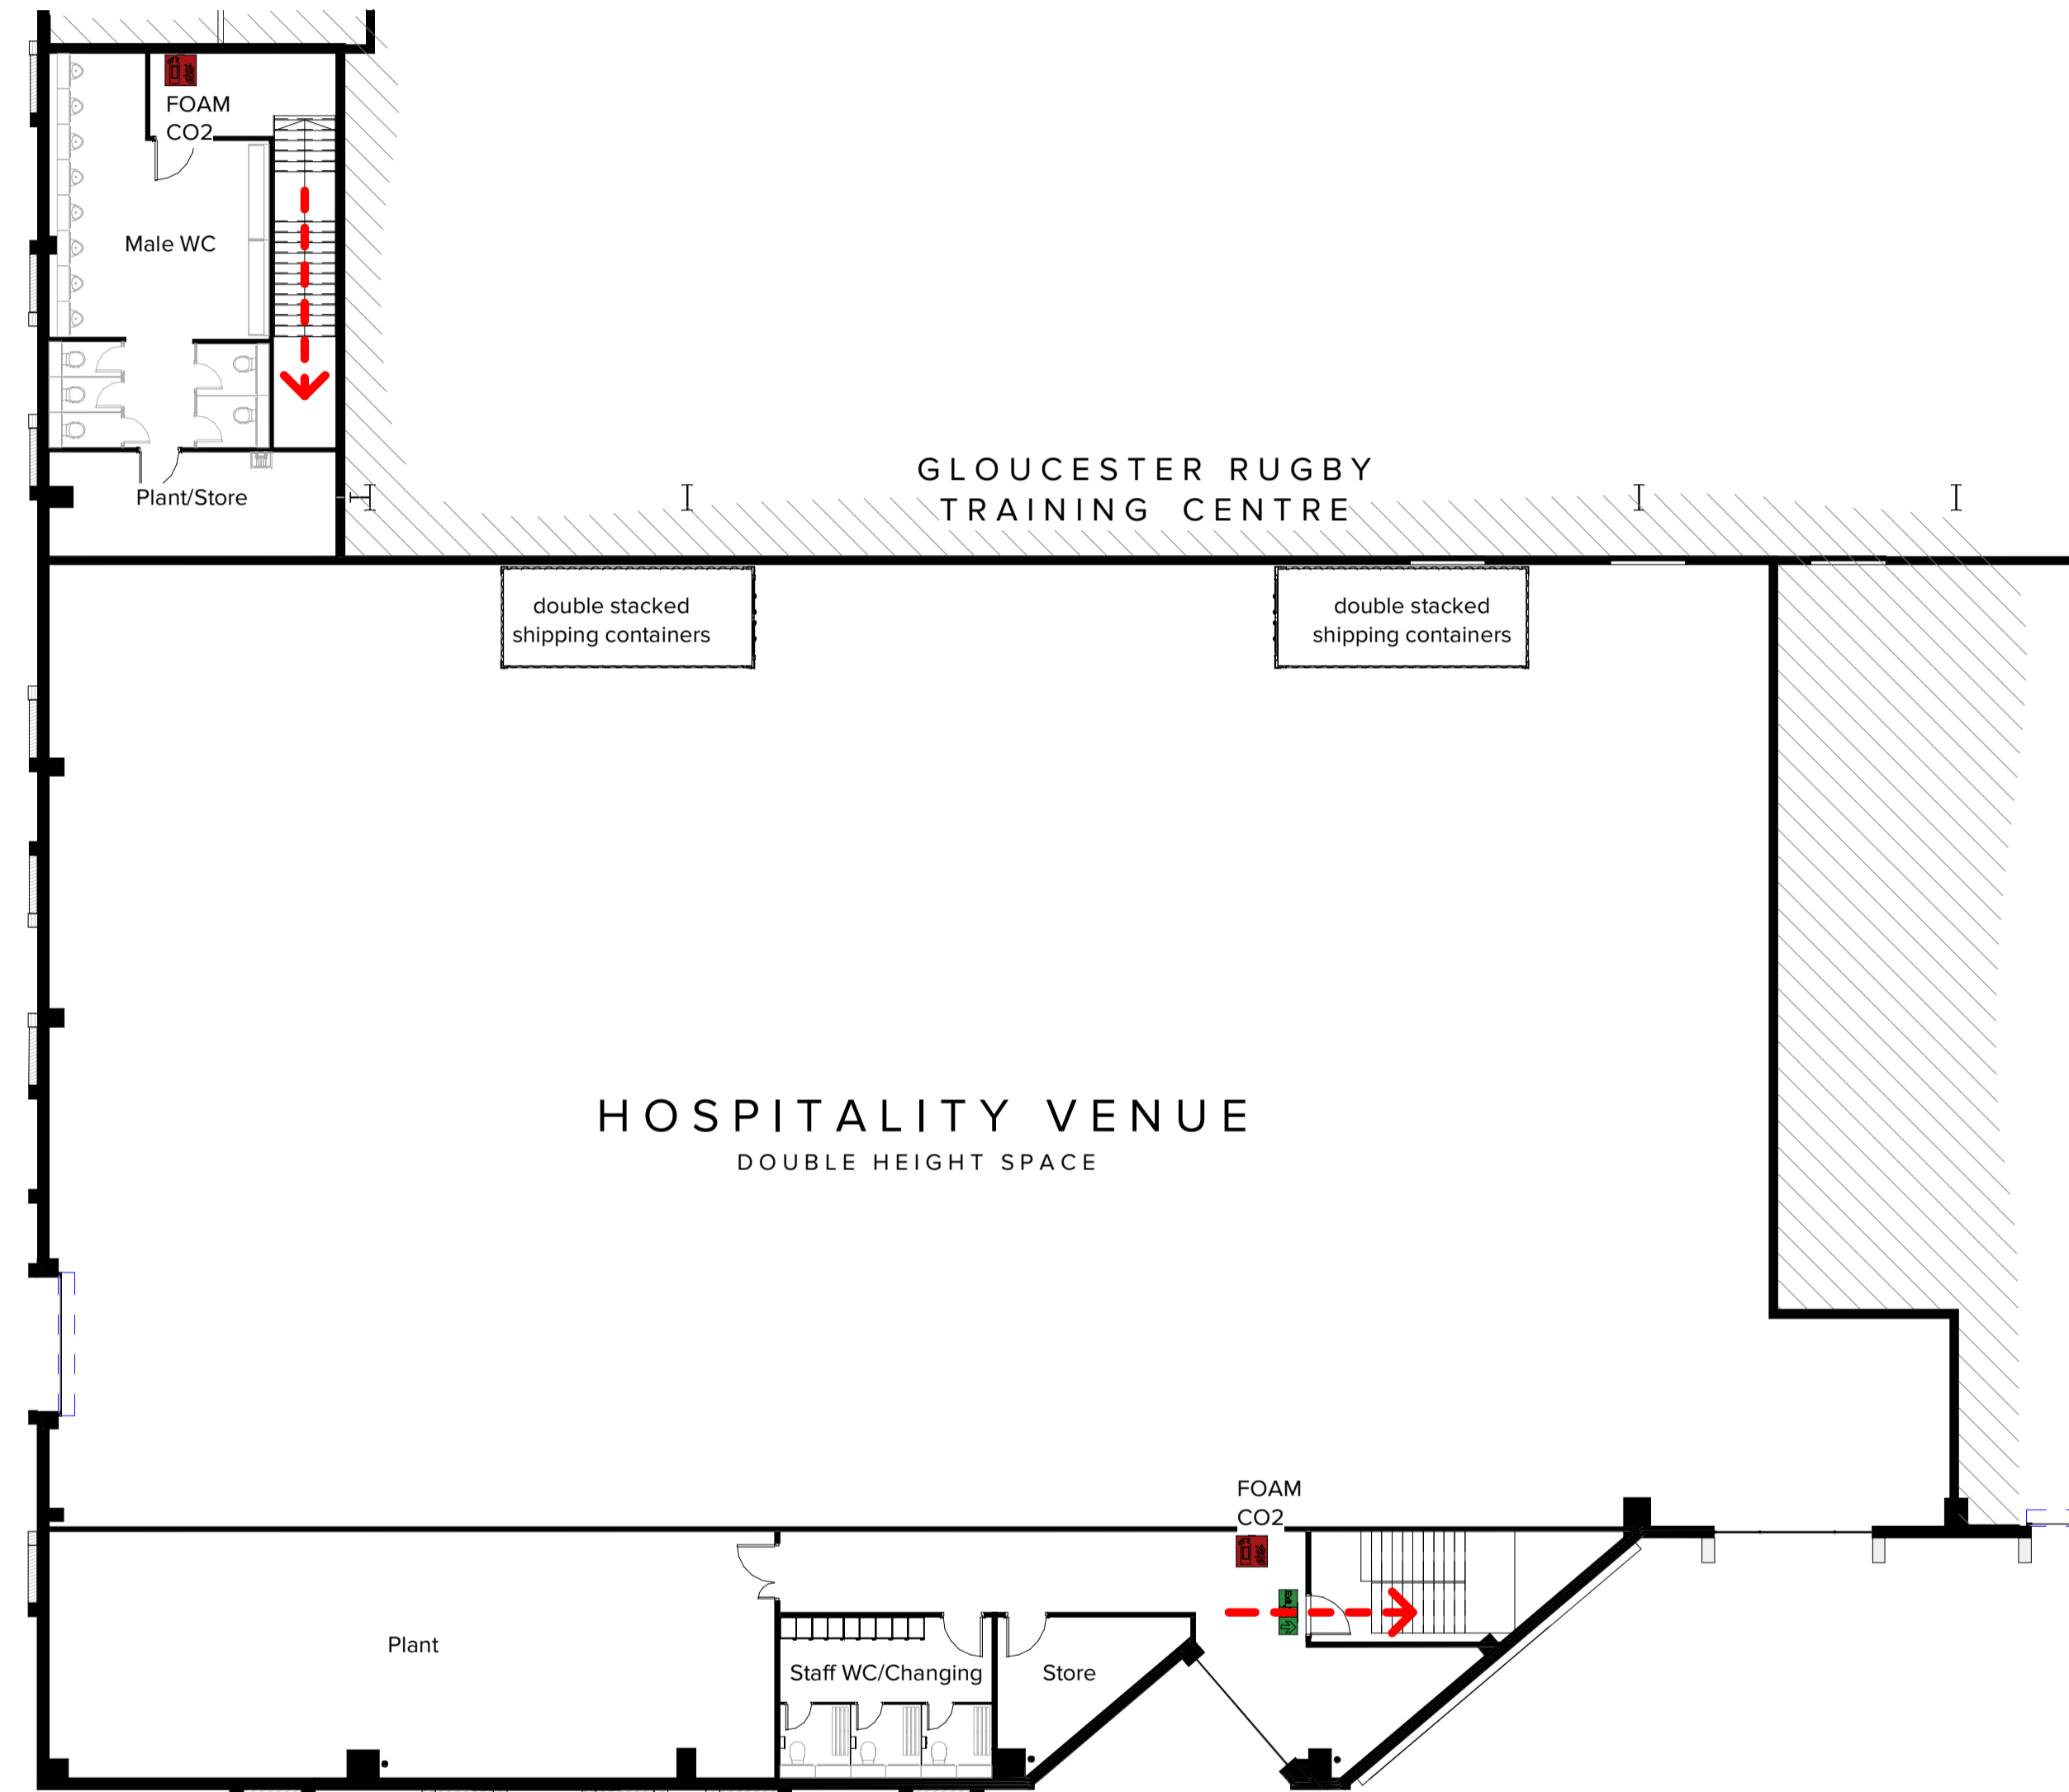 FOAM
CO2
Male WC
GLOUCESTER RUGBY
TRAINING CENTRE
Plant/Store
double stacked
shipping containers
double stacked
shipping containers
HOSPITALITY VENUE
DOUBLE HEIGHT SPACE
FOAM
CO2
Plant
Staff WC/Changing
Store